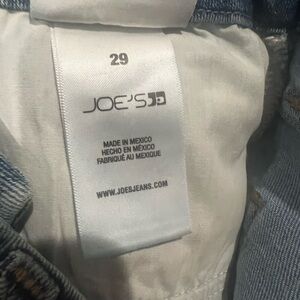 29
JOE'S
MADE IN MEXICO
HECHO EN MÉXICO
FABRIQUÉ AU MEXIQUE
WWW.JOESJEANS.COM